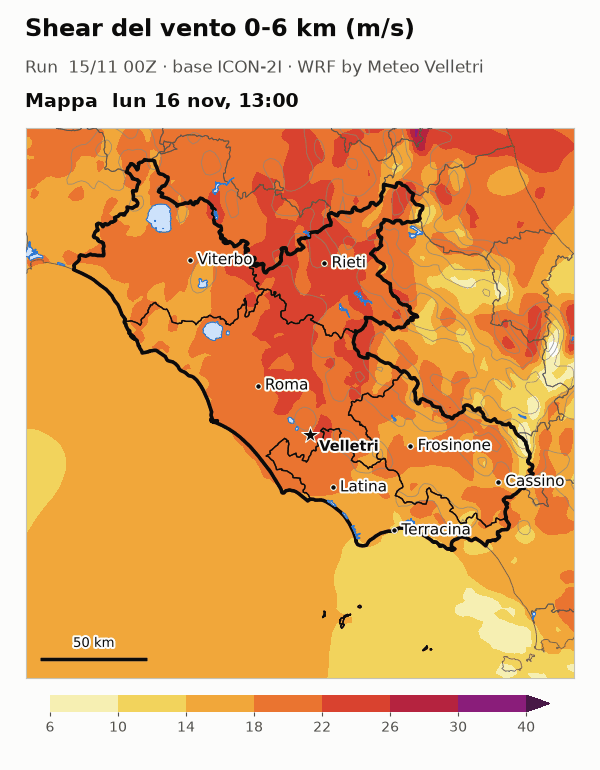 Shear del vento 0-6 km (m/s)
Run 15/11 00Z · base ICON-2I · WRF by Meteo Velletri
Mappa lun 16 nov, 13:00
Viterbo
Rieti
Roma
Velletri
Frosinone
Cassino
Latina
Terracina
50 km
6 10 14 18 22 26 30 40